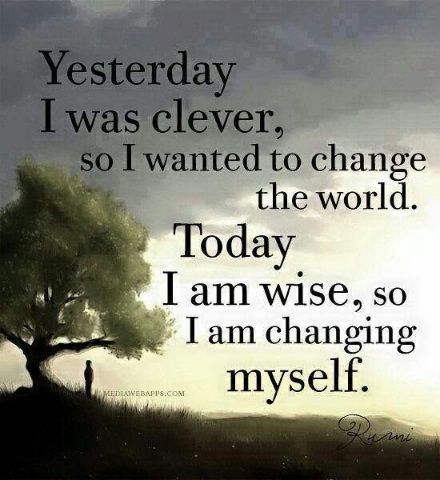 Yesterday
I was clever,
so I wanted to change
the world.
Today
I am wise, so
I am changing
myself.
MEDIAWEBAPPS.COM
Rumi